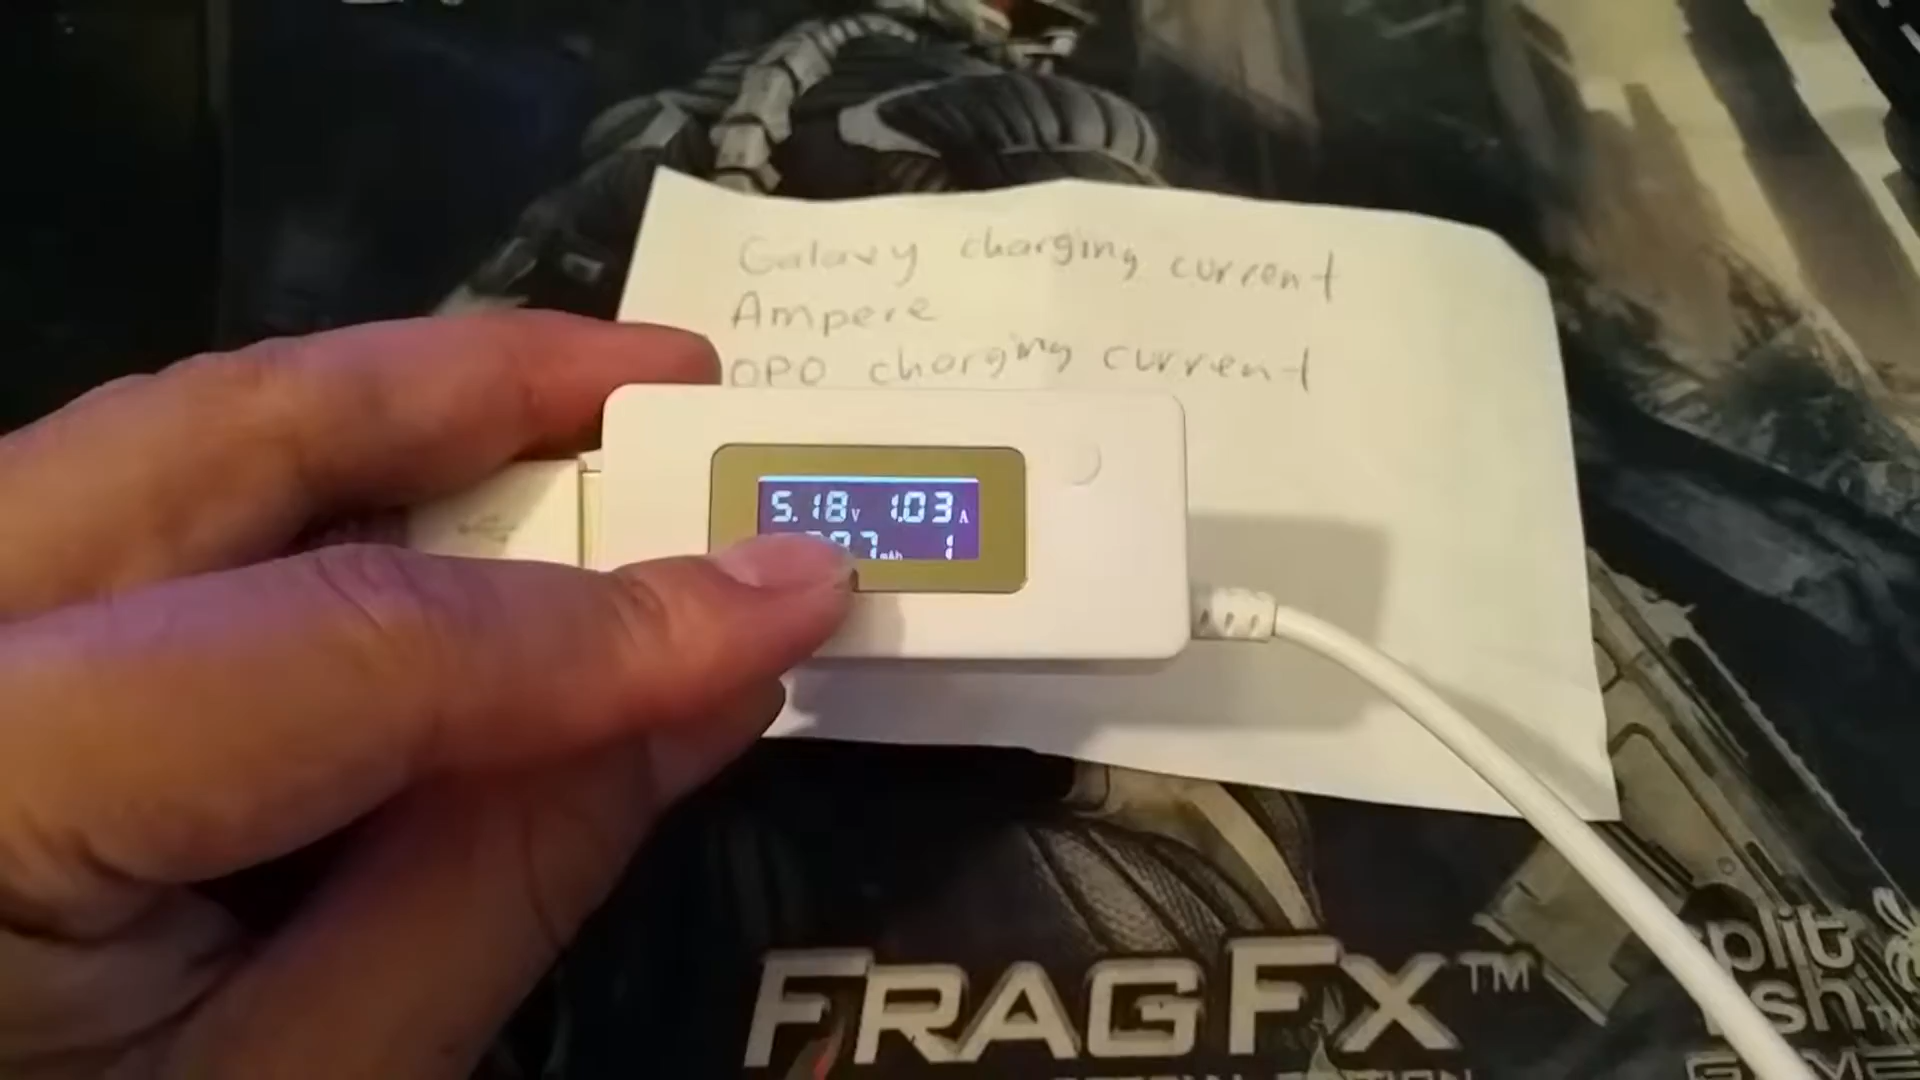 Galaxy charging current
Ampere
OPO charging current
5.18V 1.03A
mAh 1
FRAGFX™